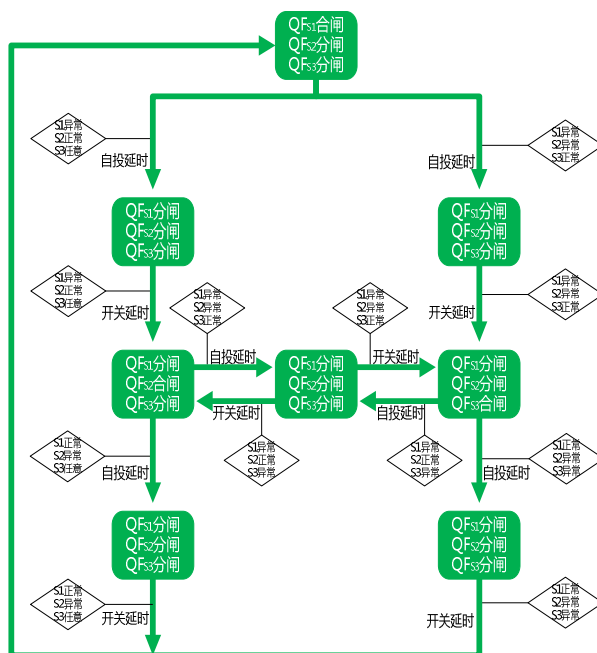 QFS1合闸
QFS2分闸
QFS3分闸
S1异常
S2正常
S3任意
自投延时
S1异常
S2异常
S3正常
自投延时
QFS1分闸
QFS2分闸
QFS3分闸
QFS1分闸
QFS2分闸
QFS3分闸
S1异常
S2正常
S3任意
开关延时
S1异常
S2异常
S3正常
S1异常
S2异常
S3正常
S1异常
S2异常
S3正常
开关延时
QFS1分闸
QFS2合闸
QFS3分闸
自投延时
QFS1分闸
QFS2分闸
QFS3分闸
开关延时
QFS1分闸
QFS2分闸
QFS3合闸
开关延时
自投延时
S1正常
S2异常
S3任意
自投延时
S1异常
S2正常
S3异常
S1异常
S2正常
S3异常
S1正常
S2异常
S3异常
自投延时
QFS1分闸
QFS2分闸
QFS3分闸
QFS1分闸
QFS2分闸
QFS3分闸
S1正常
S2异常
S3任意
开关延时
S1正常
S2异常
S3异常
开关延时